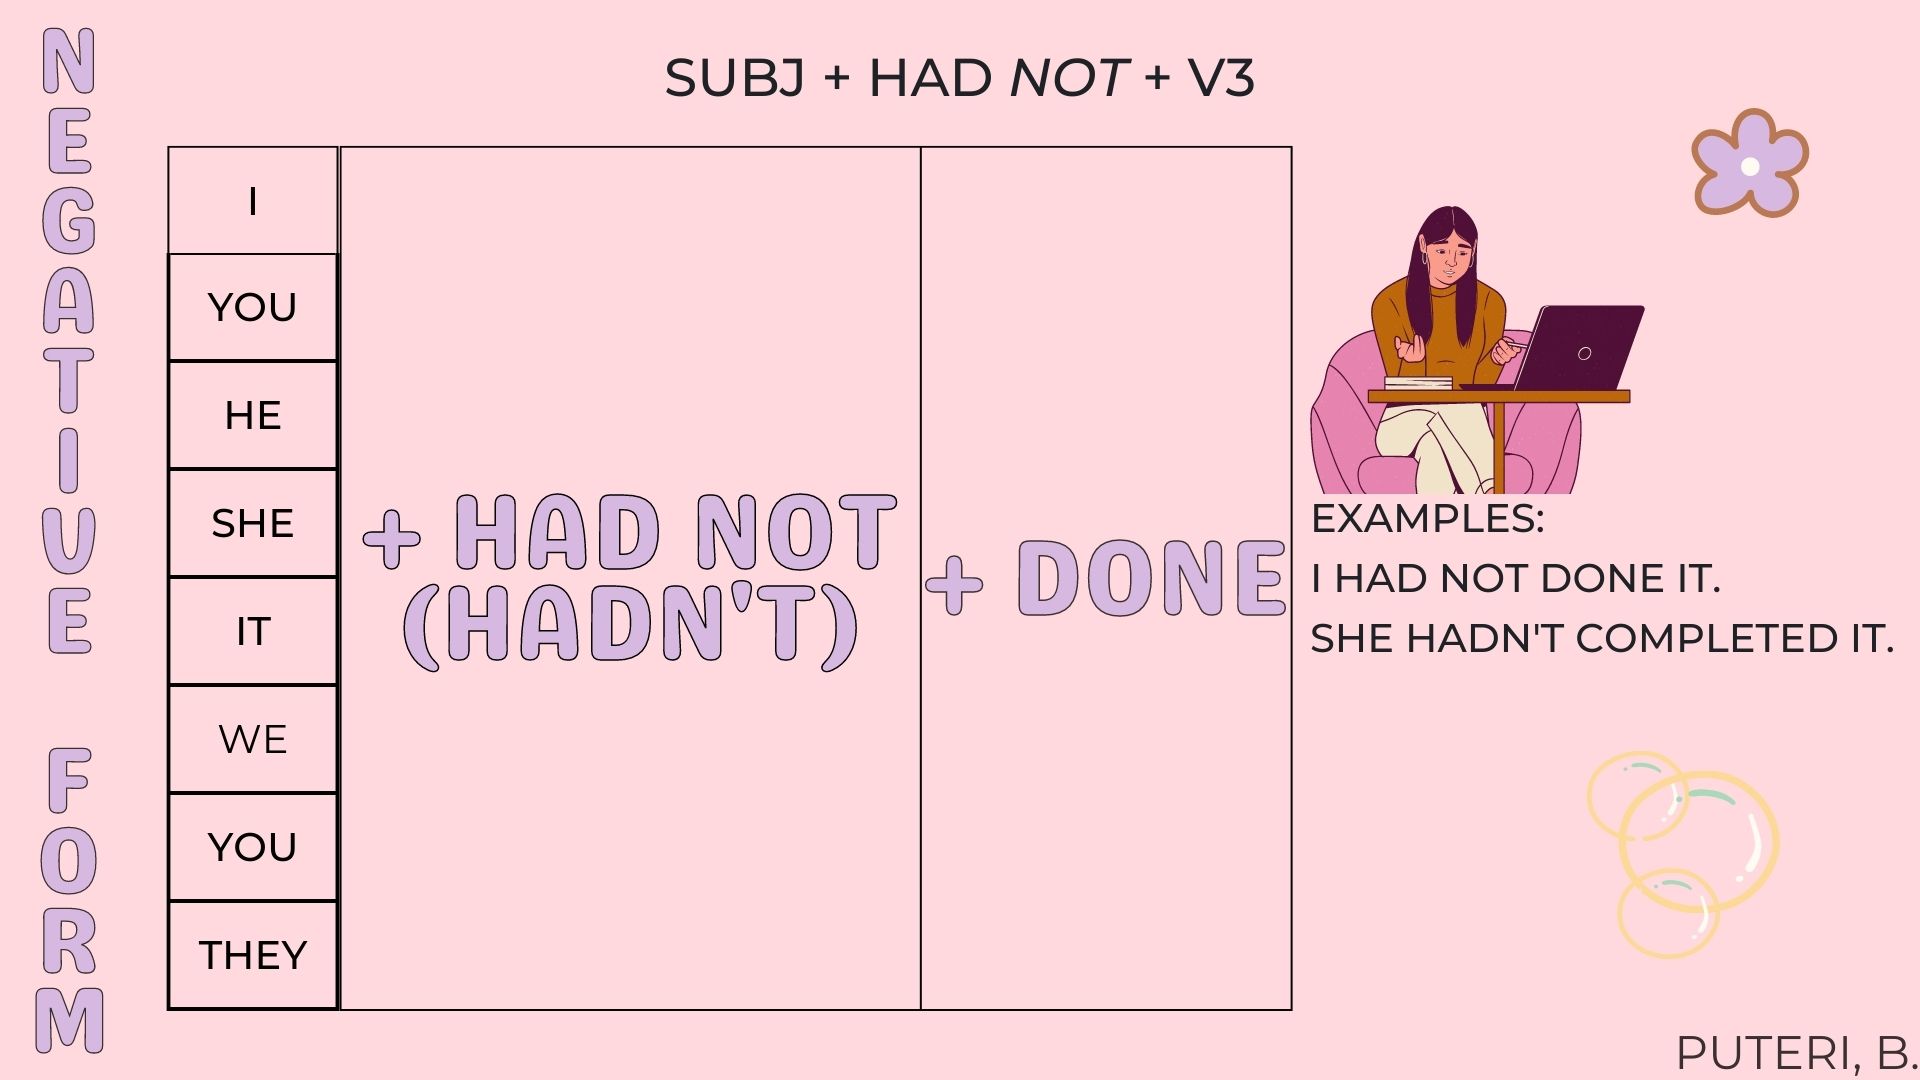 NEGATIVE FORM
SUBJ + HAD NOT + V3
I
YOU
HE
SHE
IT
WE
YOU
THEY
+ HAD NOT
(HADN'T)
+ DONE
EXAMPLES:
I HAD NOT DONE IT.
SHE HADN'T COMPLETED IT.
PUTERI, B.